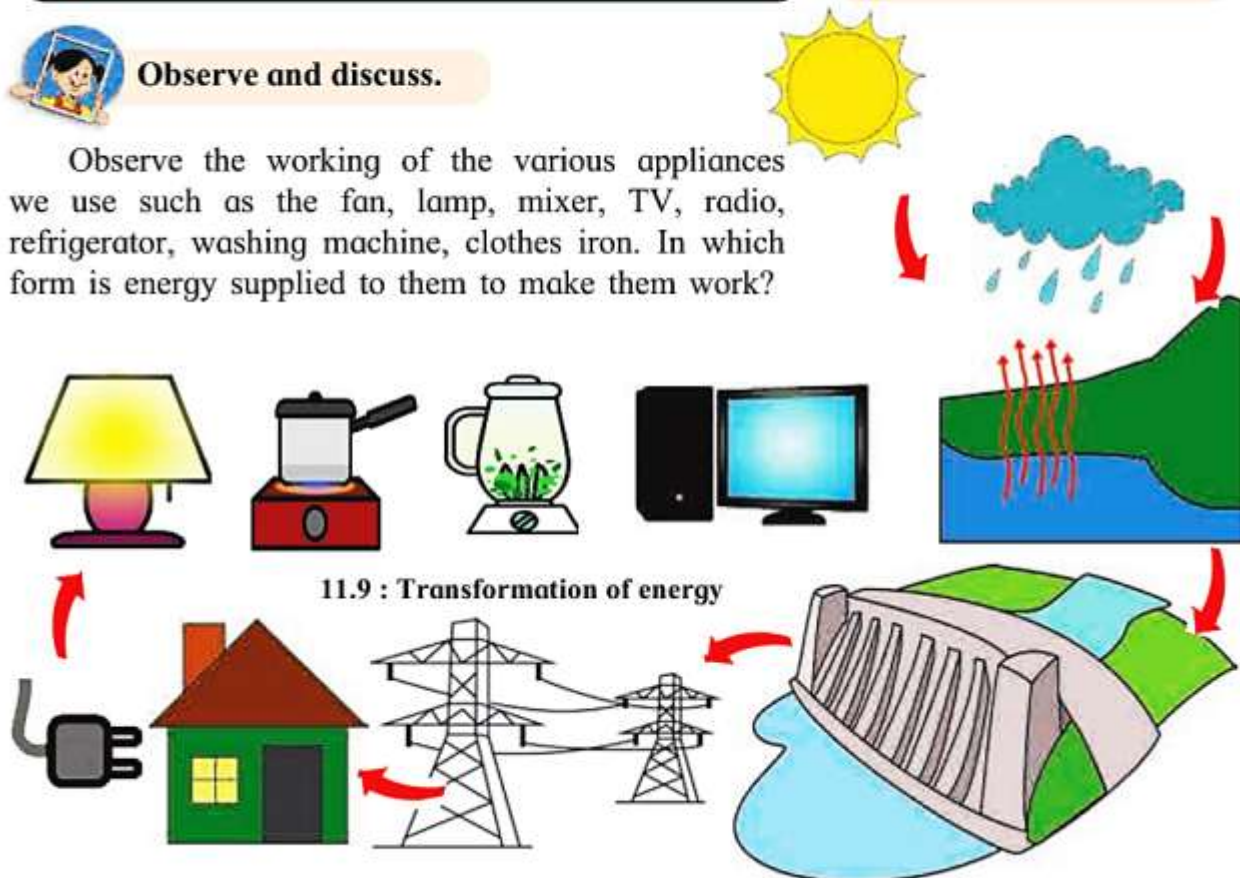 Observe and discuss.
Observe the working of the various appliances
we use such as the fan, lamp, mixer, TV, radio,
refrigerator, washing machine, clothes iron. In which
form is energy supplied to them to make them work?
11.9 : Transformation of energy